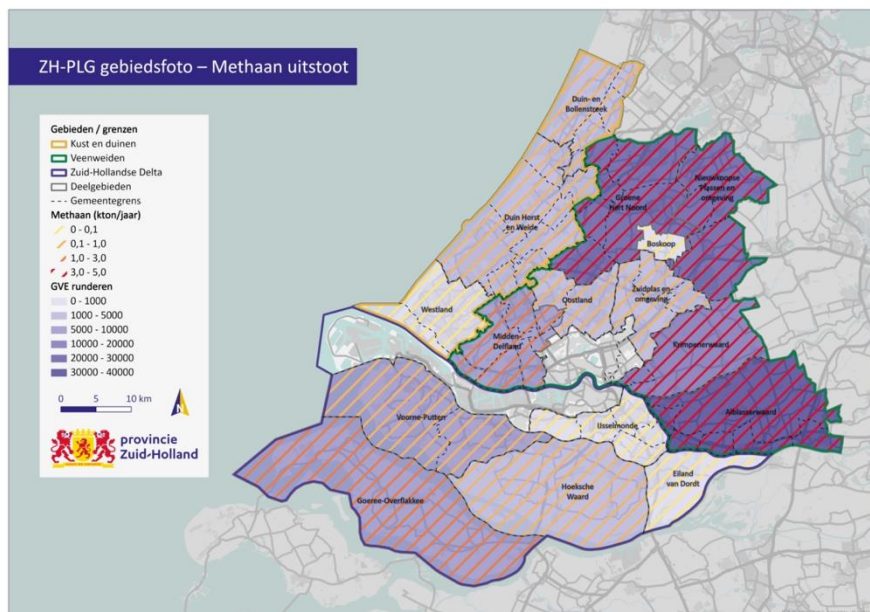 ZH-PLG gebiedsfoto – Methaan uitstoot
Gebieden / grenzen
Kust en duinen
Veenweiden
Zuid-Hollandse Delta
Deelgebieden
Gemeentegrens
Methaan (kton/jaar)
0 - 0,1
0,1 - 1,0
1,0 - 3,0
3,0 - 5,0
GVE runderen
0 - 1000
1000 - 5000
5000 - 10000
10000 - 20000
20000 - 30000
30000 - 40000
0 5 10 km
N
provincie
Zuid-Holland
Duin- en
Bollenstreek
Nieuwkoopse
Plassen en
omgeving
Groene
Hart Noord
Duin Horst
en Weide
Boskoop
Westland
Oostland
Zuidplas en
omgeving
Midden-
Delfland
Krimpenerwaard
Voorne-Putten
IJsselmonde
Alblasserwaard
Eiland
van Dordt
Goeree-Overflakkee
Hoeksche
Waard